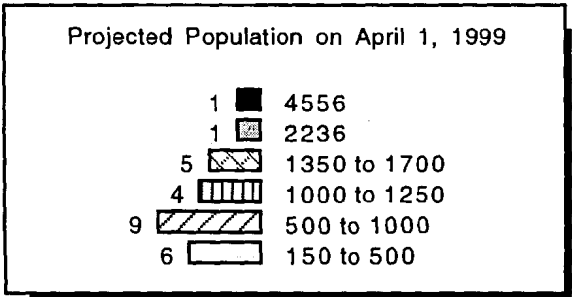 Projected Population on April 1, 1999
1 4556
1 2236
5 1350 to 1700
4 1000 to 1250
9 500 to 1000
6 150 to 500